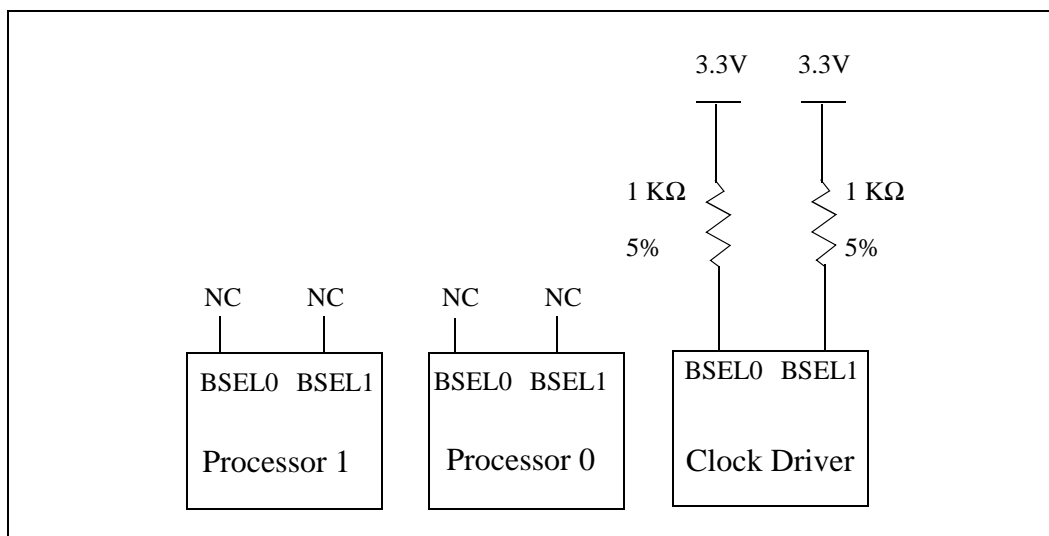 3.3V 3.3V
1 KΩ 1 KΩ
5% 5%
NC NC NC NC
BSEL0 BSEL1 BSEL0 BSEL1 BSEL0 BSEL1
Processor 1 Processor 0 Clock Driver